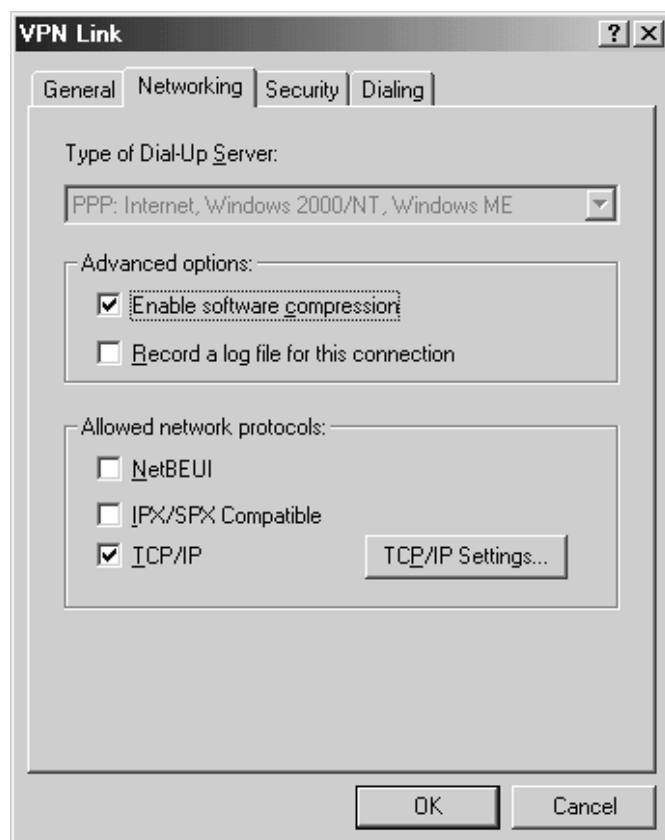 VPN Link
General Networking Security Dialing
Type of Dial-Up Server:
PPP: Internet, Windows 2000/NT, Windows ME
Advanced options:
Enable software compression
Record a log file for this connection
Allowed network protocols:
NetBEUI
IPX/SPX Compatible
TCP/IP TCP/IP Settings...
OK Cancel